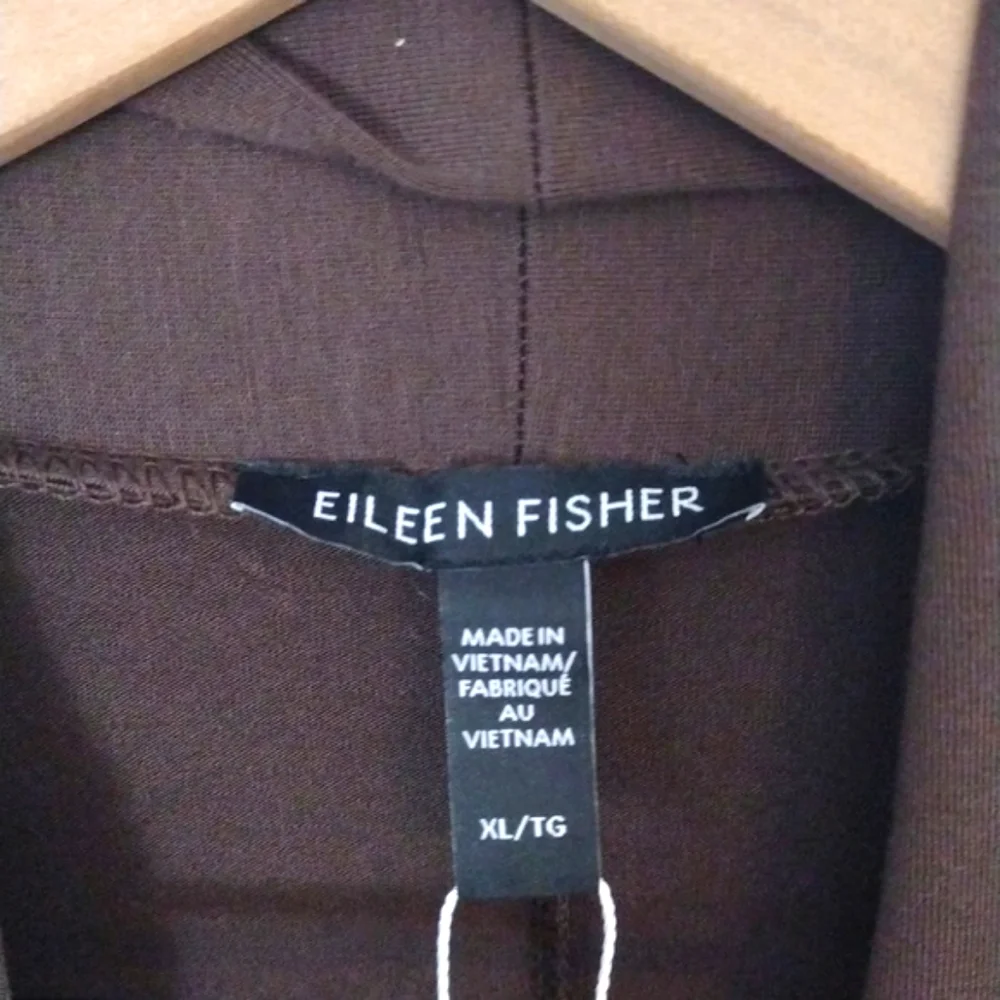 EILEEN FISHER
MADE IN
VIETNAM/
FABRIQUÉ
AU
VIETNAM
XL/TG